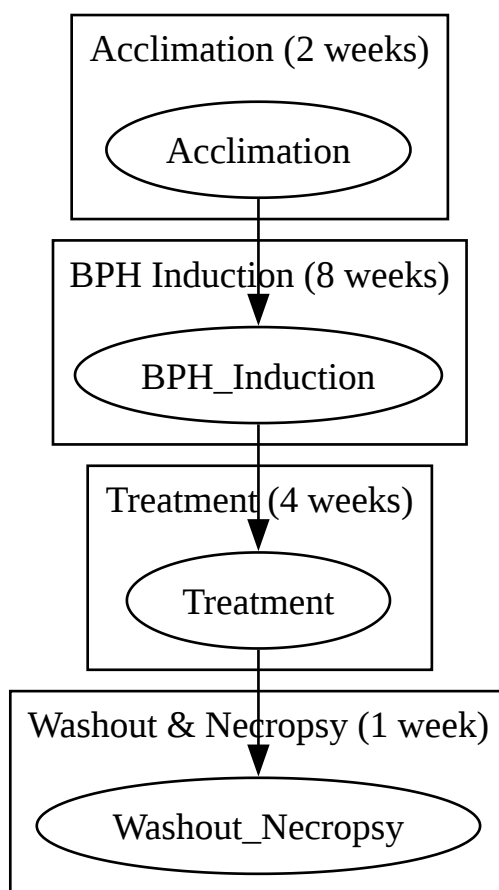 Acclimation (2 weeks)
Acclimation
BPH Induction (8 weeks)
BPH_Induction
Treatment (4 weeks)
Treatment
Washout & Necropsy (1 week)
Washout_Necropsy